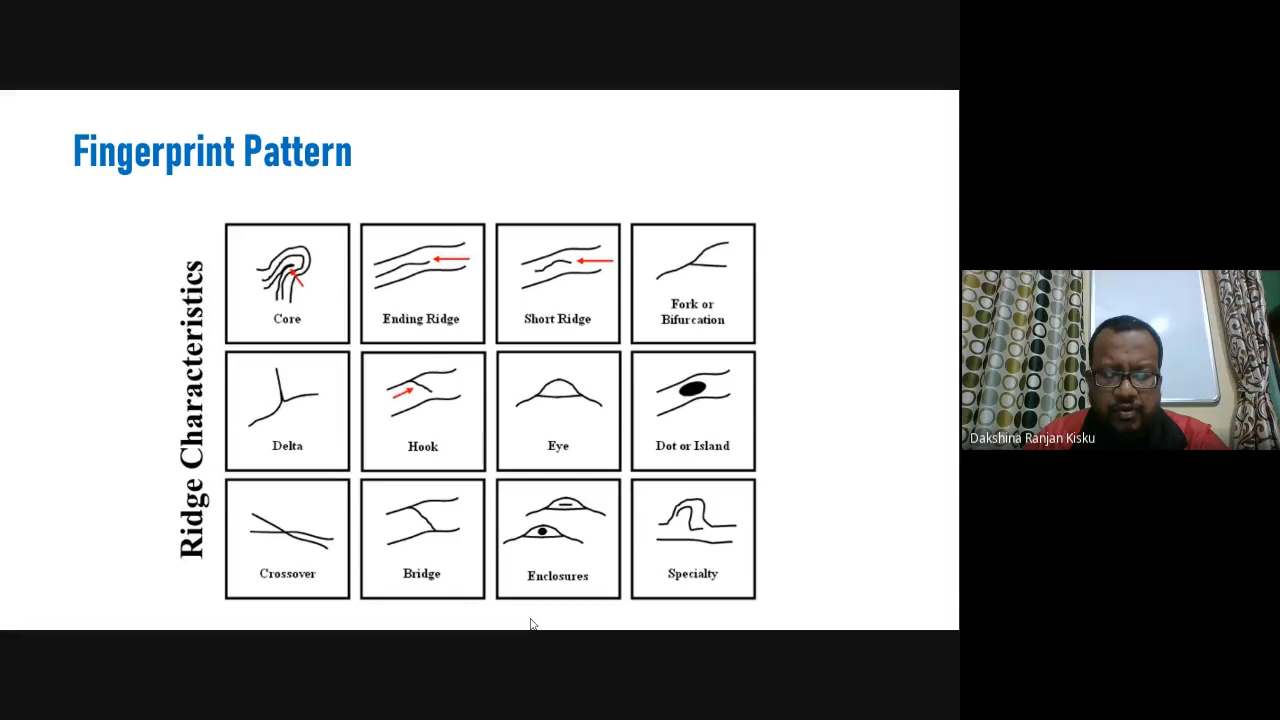 Fingerprint Pattern
Ridge Characteristics
Core
Ending Ridge
Short Ridge
Fork or
Bifurcation
Delta
Hook
Eye
Dot or Island
Crossover
Bridge
Enclosures
Specialty
Dakshina Ranjan Kisku